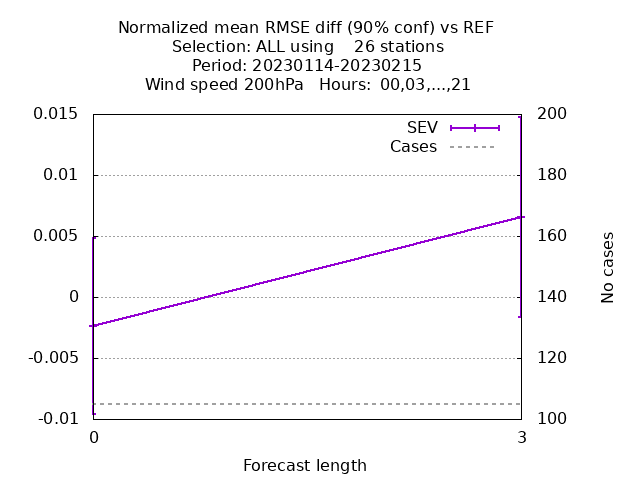 Normalized mean RMSE diff (90% conf) vs REF
Selection: ALL using    26 stations
Period: 20230114-20230215
Wind speed 200hPa   Hours:  00,03,...,21
0.015
0.01
0.005
0
-0.005
-0.01
SEV
Cases
200
180
160
140
120
100
No cases
0
3
Forecast length